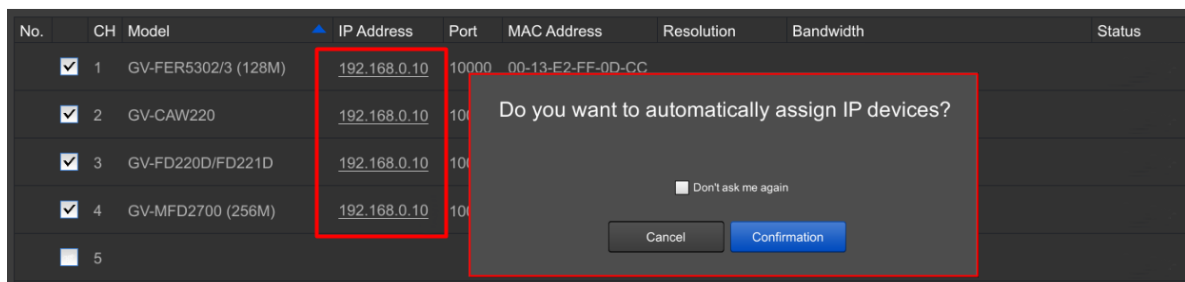 No. CH Model IP Address Port MAC Address Resolution Bandwidth Status
1 GV-FER5302/3 (128M) 192.168.0.10 10000 00-13-E2-FF-0D-CC
Do you want to automatically assign IP devices?
2 GV-CAW220 192.168.0.10
3 GV-FD220D/FD221D 192.168.0.10
Don't ask me again
4 GV-MFD2700 (256M) 192.168.0.10
Cancel Confirmation
5